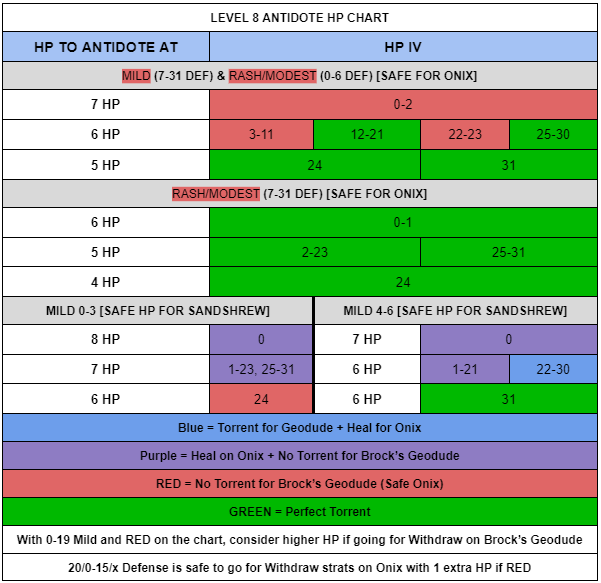 LEVEL 8 ANTIDOTE HP CHART
HP TO ANTIDOTE AT HP IV
MILD (7-31 DEF) & RASH/MODEST (0-6 DEF) [SAFE FOR ONIX]
7 HP 0-2
6 HP 3-11 12-21 22-23 25-30
5 HP 24 31
RASH/MODEST (7-31 DEF) [SAFE FOR ONIX]
6 HP 0-1
5 HP 2-23 25-31
4 HP 24
MILD 0-3 [SAFE HP FOR SANDSHREW] MILD 4-6 [SAFE HP FOR SANDSHREW]
8 HP 0 7 HP 0
7 HP 1-23, 25-31 6 HP 1-21 22-30
6 HP 24 6 HP 31
Blue = Torrent for Geodude + Heal for Onix
Purple = Heal on Onix + No Torrent for Brock's Geodude
RED = No Torrent for Brock's Geodude (Safe Onix)
GREEN = Perfect Torrent
With 0-19 Mild and RED on the chart, consider higher HP if going for Withdraw on Brock's Geodude
20/0-15/x Defense is safe to go for Withdraw strats on Onix with 1 extra HP if RED